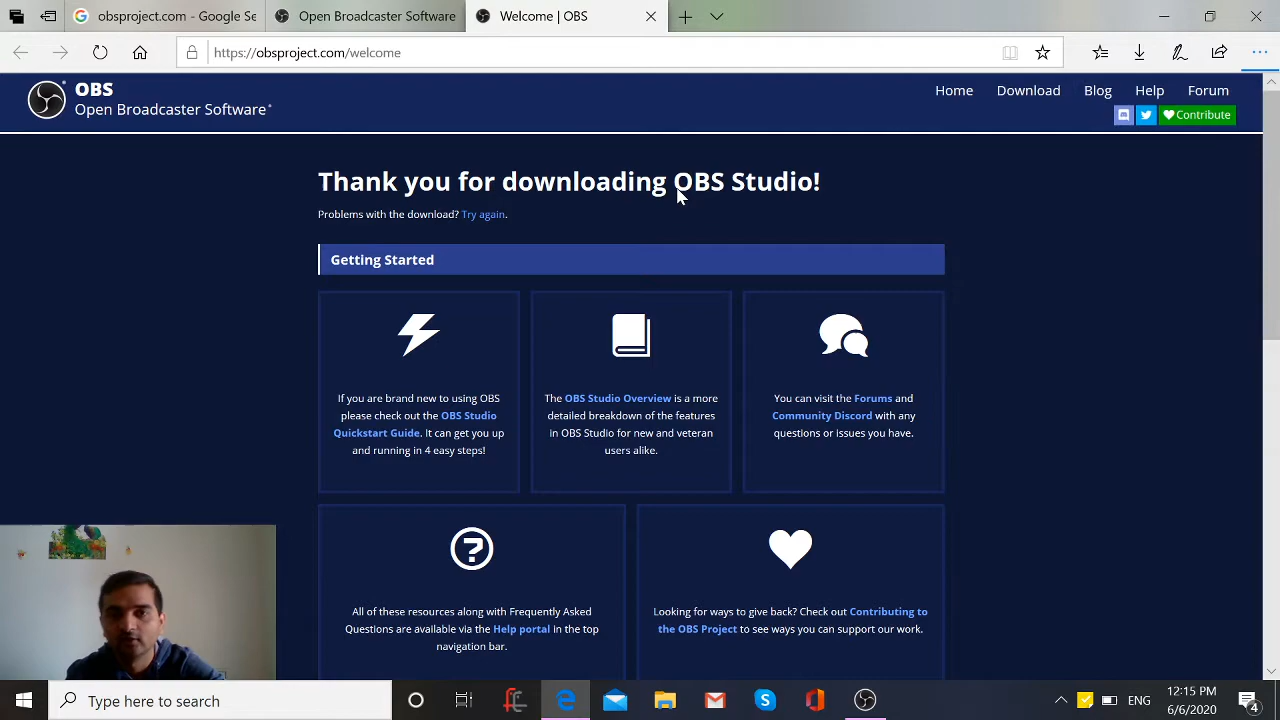 obsproject.com - Google Se
Open Broadcaster Software
Welcome | OBS
https://obsproject.com/welcome
OBS
Open Broadcaster Software
Home
Download
Blog
Help
Forum
Contribute
Thank you for downloading OBS Studio!
Problems with the download? Try again.
Getting Started
If you are brand new to using OBS
please check out the OBS Studio
Quickstart Guide. It can get you up
and running in 4 easy steps!
The OBS Studio Overview is a more
detailed breakdown of the features
in OBS Studio for new and veteran
users alike.
You can visit the Forums and
Community Discord with any
questions or issues you have.
All of these resources along with Frequently Asked
Questions are available via the Help portal in the top
navigation bar.
Looking for ways to give back? Check out Contributing to
the OBS Project to see ways you can support our work.
Type here to search
ENG
12:15 PM
6/6/2020
4